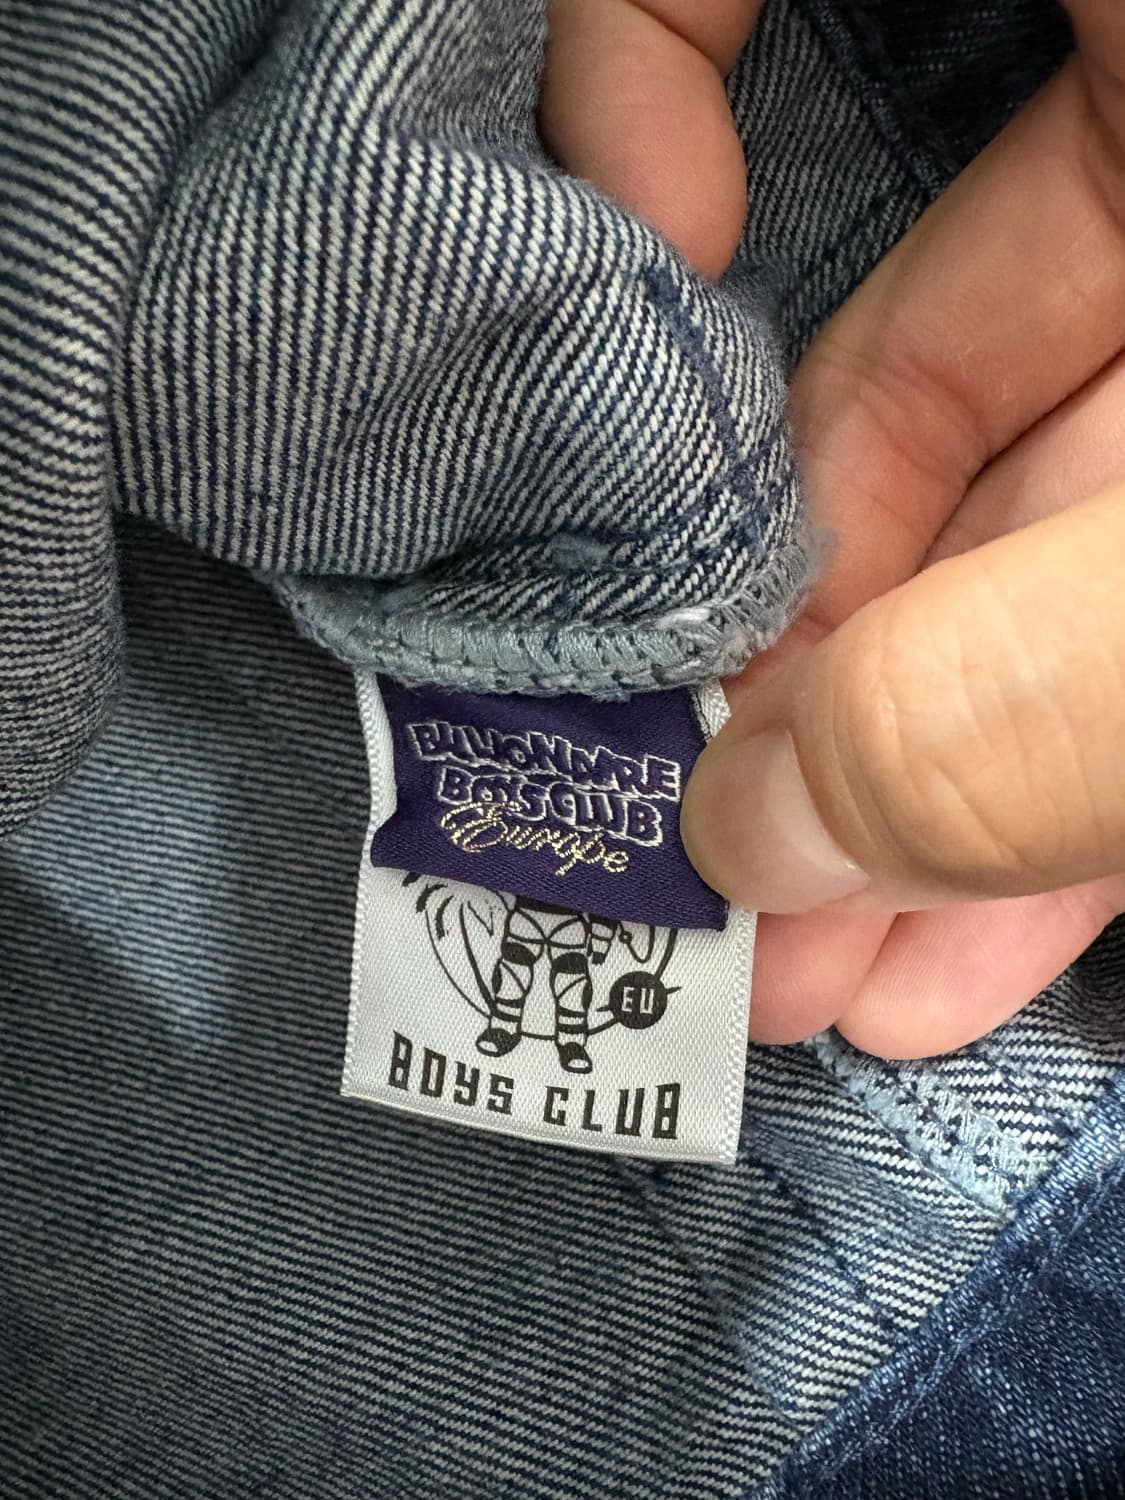 BILLIONAIRE
BOYS CLUB
Europe
EU
BOYS CLUB